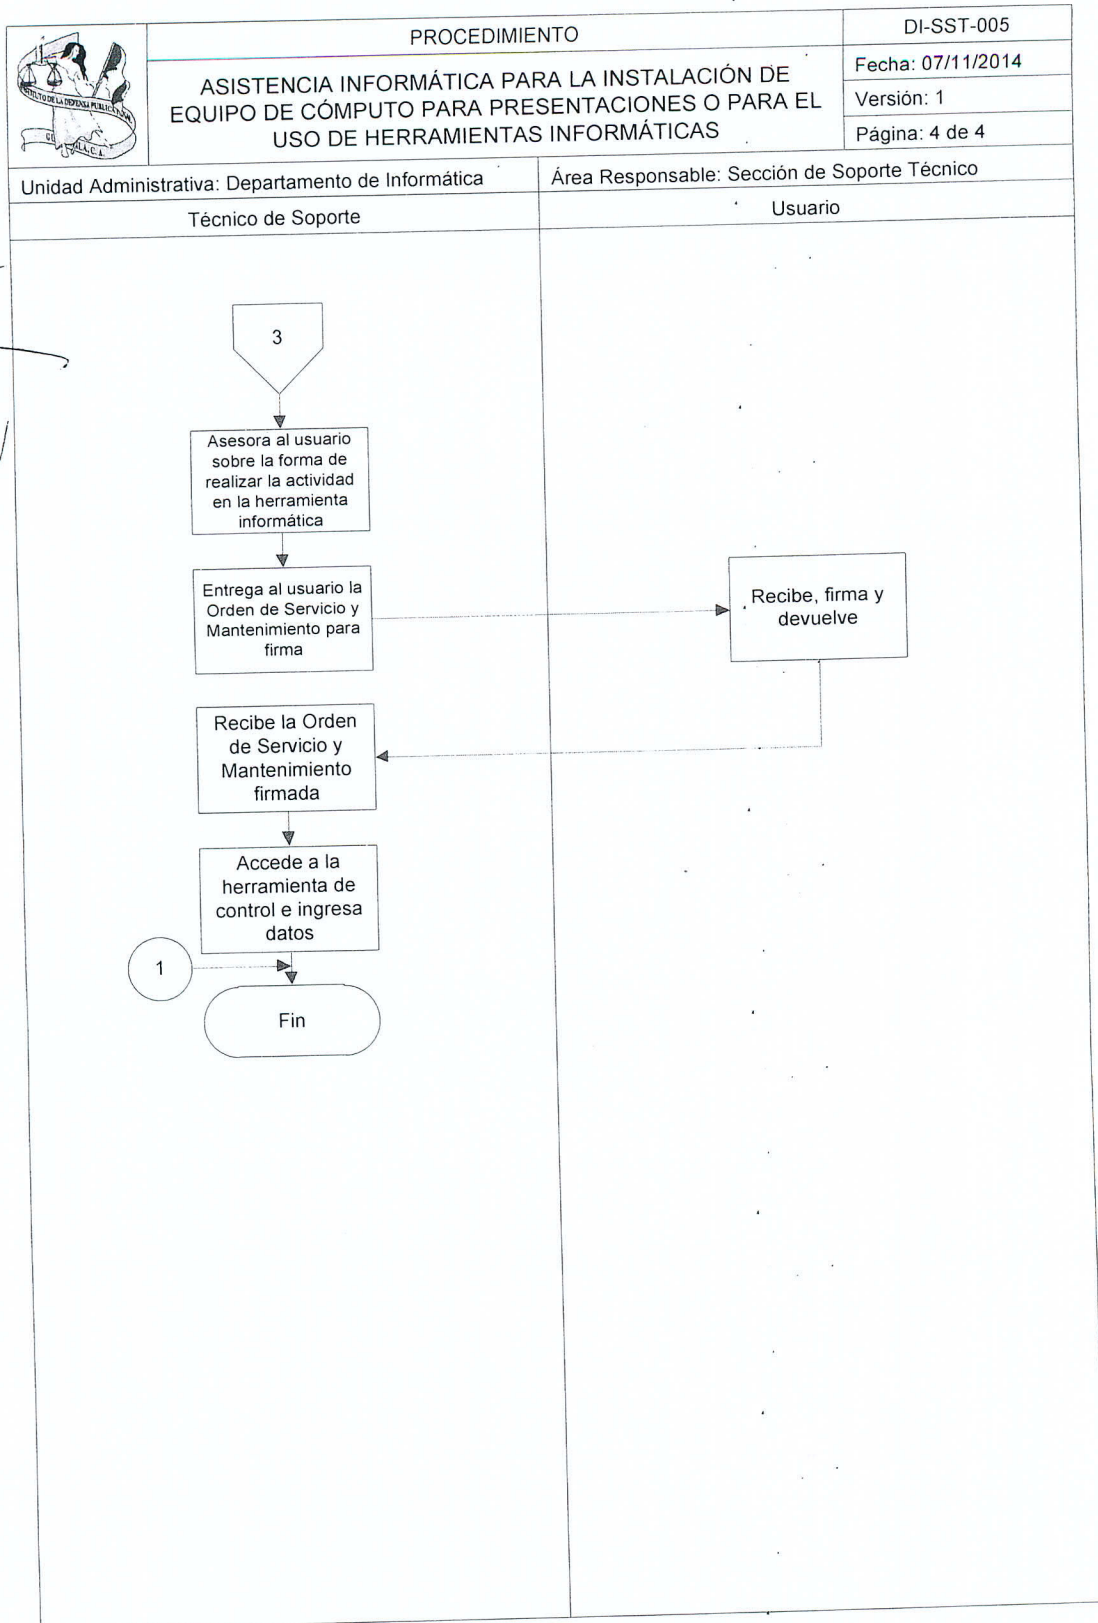 PROCEDIMIENTO
DI-SST-005
ASISTENCIA INFORMÁTICA PARA LA INSTALACIÓN DE
EQUIPO DE CÓMPUTO PARA PRESENTACIONES O PARA EL
USO DE HERRAMIENTAS INFORMÁTICAS
Fecha: 07/11/2014
Versión: 1
Página: 4 de 4
Unidad Administrativa: Departamento de Informática
Área Responsable: Sección de Soporte Técnico
Técnico de Soporte
Usuario
3
Asesora al usuario
sobre la forma de
realizar la actividad
en la herramienta
informática
Entrega al usuario la
Orden de Servicio y
Mantenimiento para
firma
Recibe, firma y
devuelve
Recibe la Orden
de Servicio y
Mantenimiento
firmada
Accede a la
herramienta de
control e ingresa
datos
1
Fin